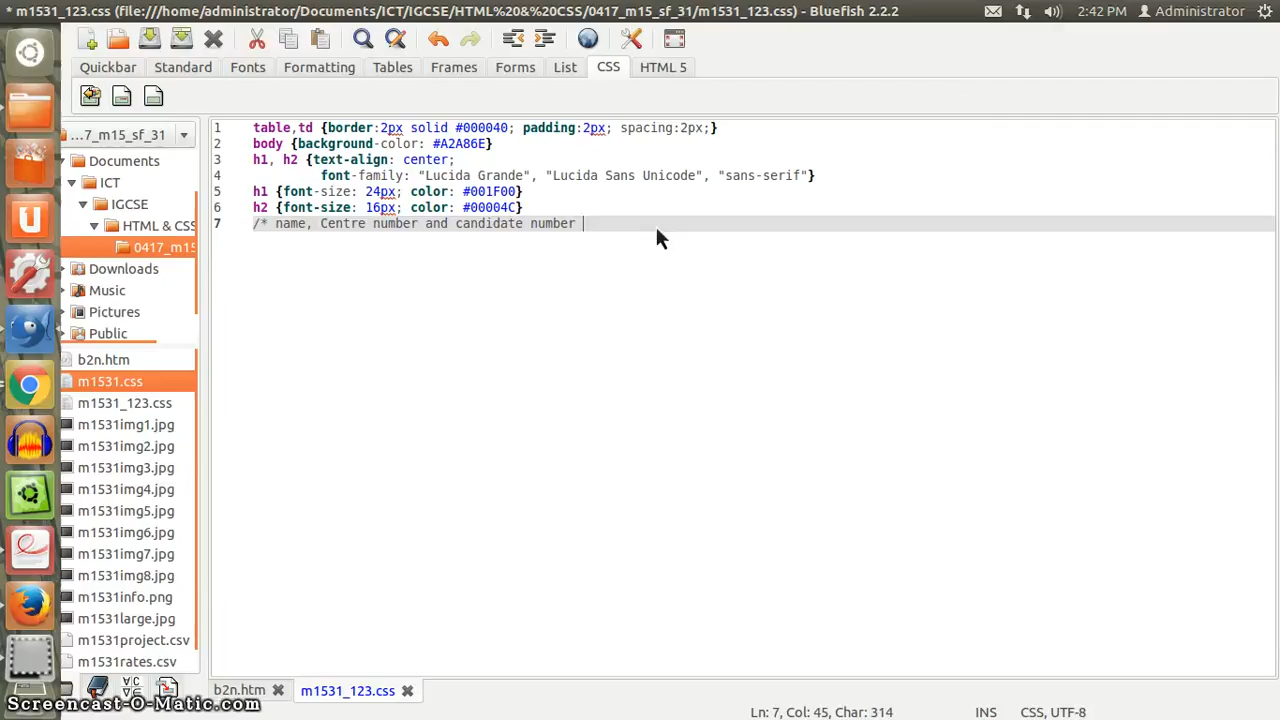 * m1531_123.css (file:///home/administrator/Documents/ICT/IGCSE/HTML%20&%20CSS/0417_m15_sf_31/m1531_123.css) - Bluefish 2.2.2
2:42 PM
Administrator
Quickbar Standard Fonts Formatting Tables Frames Forms List CSS HTML 5
...7_m15_sf_31
Documents
ICT
IGCSE
HTML & CSS
0417_m15
Downloads
Music
Pictures
Public
b2n.htm
m1531.css
m1531_123.css
m1531img1.jpg
m1531img2.jpg
m1531img3.jpg
m1531img4.jpg
m1531img5.jpg
m1531img6.jpg
m1531img7.jpg
m1531img8.jpg
m1531info.png
m1531large.jpg
m1531project.csv
m1531rates.csv
1 table,td {border:2px solid #000040; padding:2px; spacing:2px;}
2 body {background-color: #A2A86E}
3 h1, h2 {text-align: center;
4 font-family: "Lucida Grande", "Lucida Sans Unicode", "sans-serif"}
5 h1 {font-size: 24px; color: #001F00}
6 h2 {font-size: 16px; color: #00004C}
7 /* name, Centre number and candidate number
b2n.htm m1531_123.css
Screencast-O-Matic.com
Ln: 7, Col: 45, Char: 314 INS CSS, UTF-8